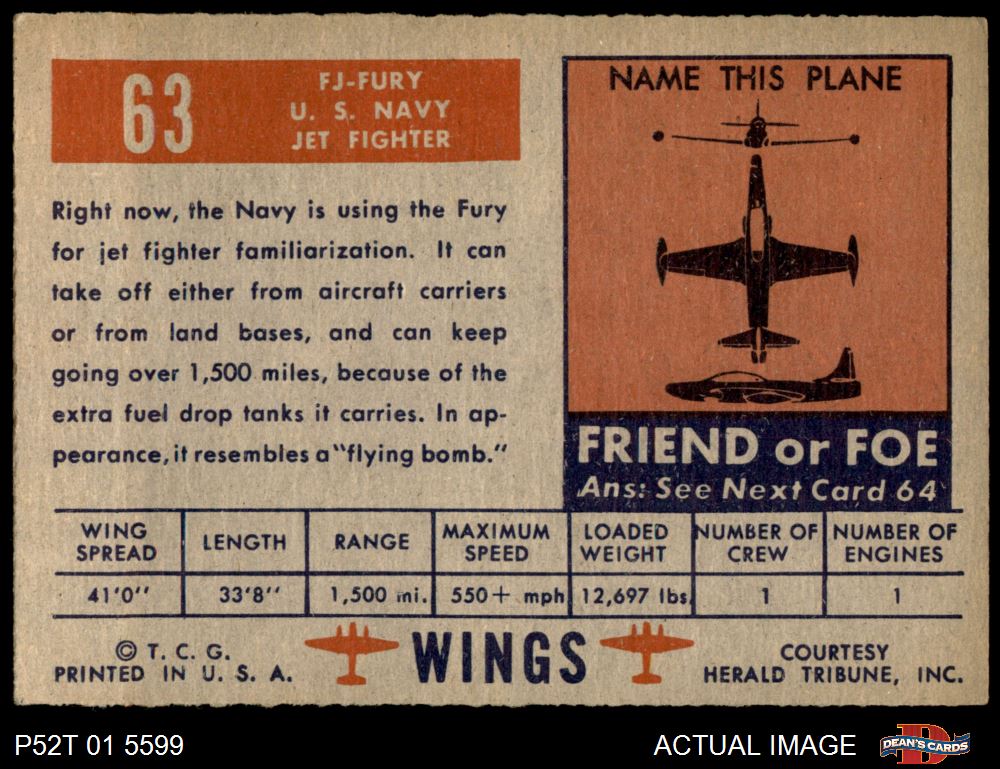 63
FJ-FURY
U. S. NAVY
JET FIGHTER
Right now, the Navy is using the Fury
for jet fighter familiarization. It can
take off either from aircraft carriers
or from land bases, and can keep
going over 1,500 miles, because of the
extra fuel drop tanks it carries. In ap-
pearance, it resembles a "flying bomb."
NAME THIS PLANE
FRIEND or FOE
Ans: See Next Card 64
WING SPREAD
LENGTH
RANGE
MAXIMUM SPEED
LOADED WEIGHT
NUMBER OF CREW
NUMBER OF ENGINES
41'0"
33'8''
1,500 mi.
550+ mph
12,697 lbs.
1
1
© T. C. G.
PRINTED IN U. S. A.
WINGS
COURTESY
HERALD TRIBUNE, INC.
P52T 01 5599
ACTUAL IMAGE
D
DEAN'S CARDS